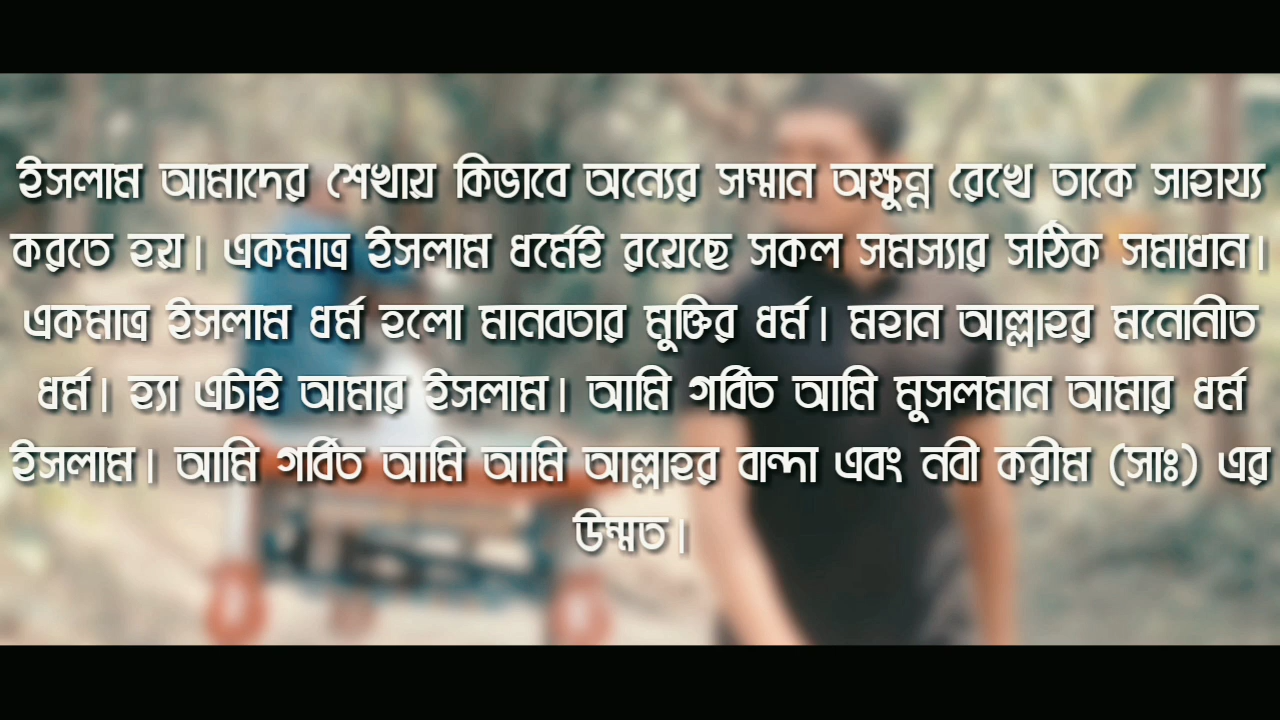 ইসলাম আমাদের শেখায় কিভাবে অন্যের সম্মান অক্ষুন্ন রেখে তাকে সাহায্য
করতে হয়। একমাত্র ইসলাম ধর্মেই রয়েছে সকল সমস্যার সঠিক সমাধান।
একমাত্র ইসলাম ধর্ম হলো মানবতার মুক্তির ধর্ম। মহান আল্লাহর মনোনীত
ধর্ম। হ্যা এটাই আমার ইসলাম। আমি গর্বিত আমি মুসলমান আমার ধর্ম
ইসলাম। আমি গর্বিত আমি আমি আল্লাহর বান্দা এবং নবী করীম (সাঃ) এর
উম্মত।